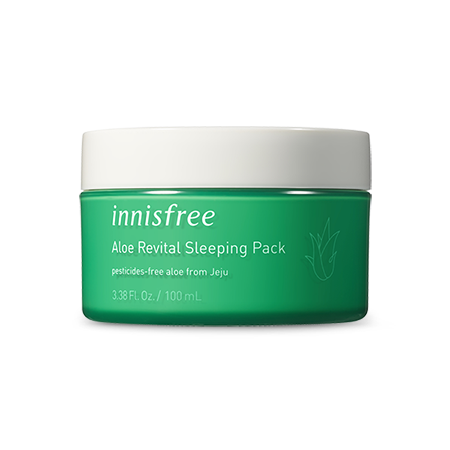 innisfree
Aloe Revital Sleeping Pack
pesticides-free aloe from Jeju
3.38 Fl. Oz. / 100 mL